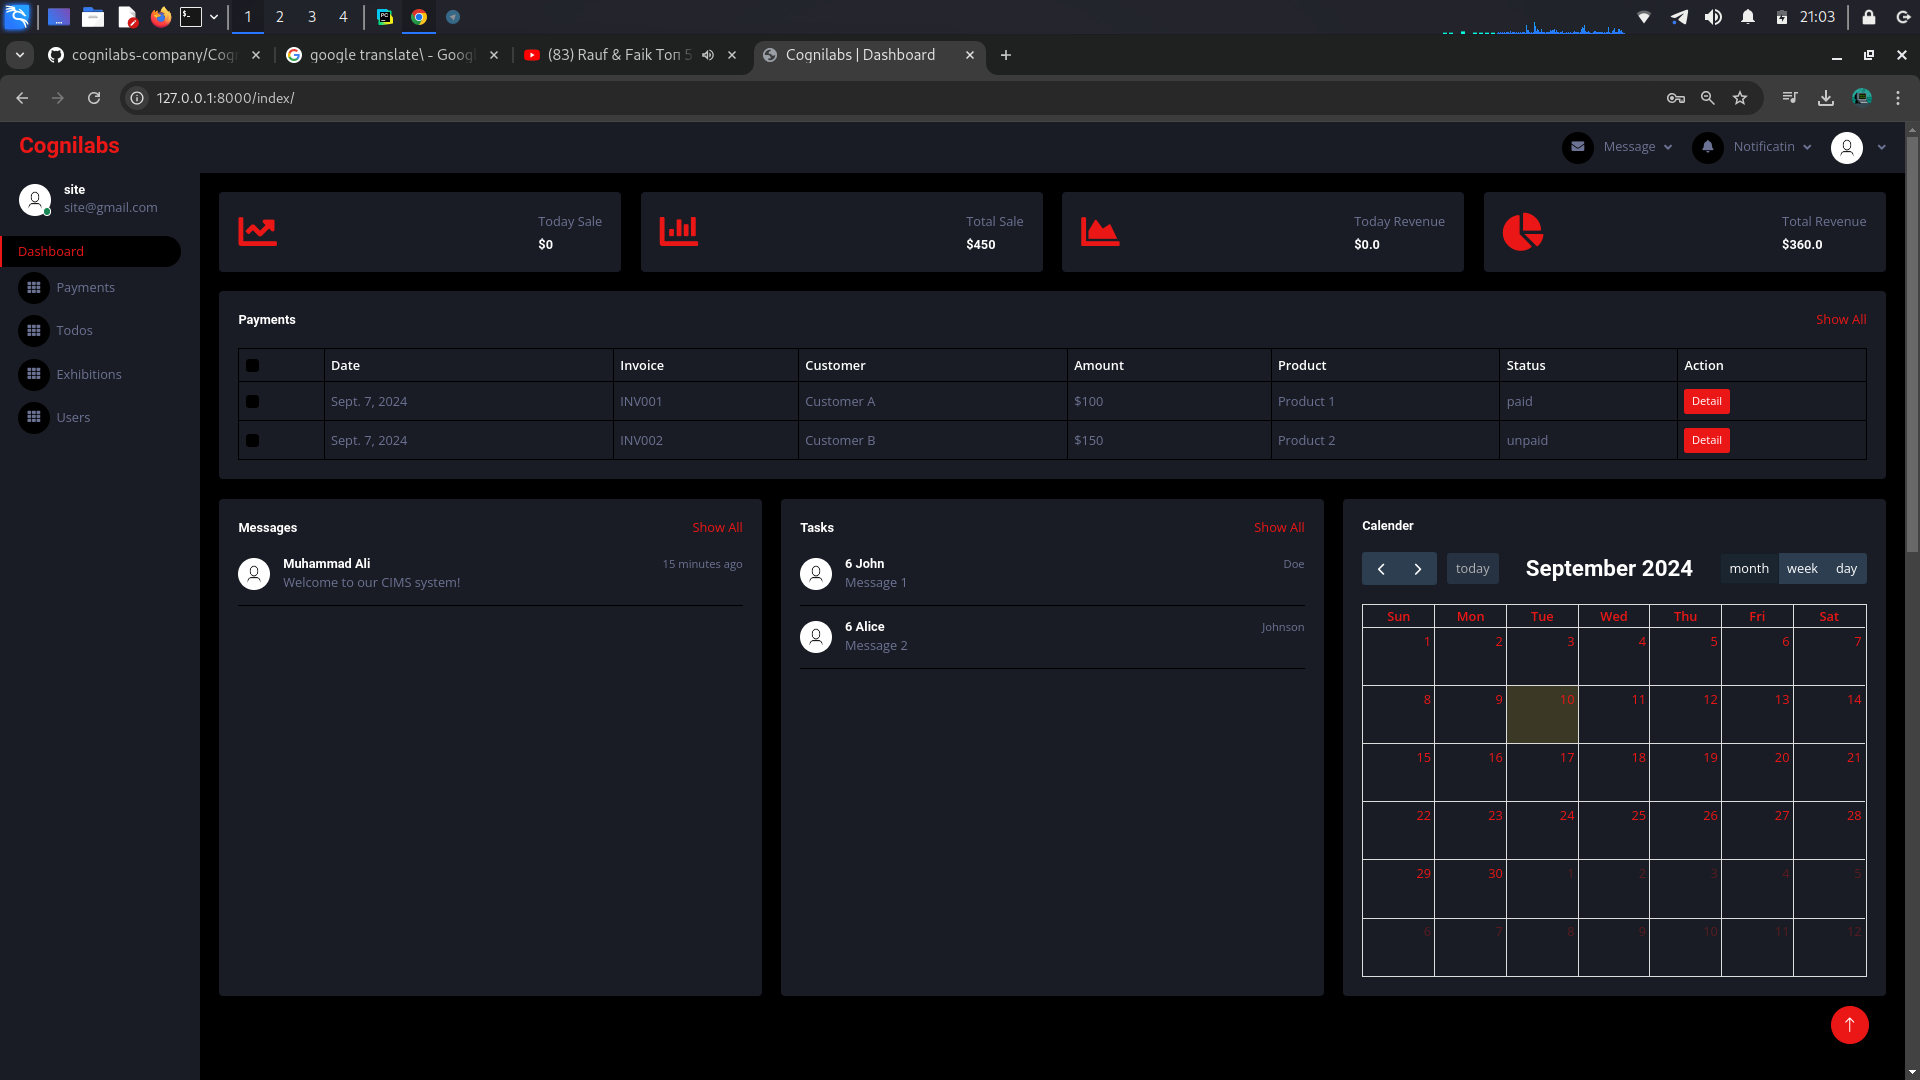 1 2 3 4 21:03
cognilabs-company/Cogn
google translate\ - Goog
(83) Rauf & Faik Топ 5
Cognilabs | Dashboard
127.0.0.1:8000/index/
Cognilabs
Message
Notificatin
site
site@gmail.com
Dashboard
Payments
Todos
Exhibitions
Users
Today Sale
$0
Total Sale
$450
Today Revenue
$0.0
Total Revenue
$360.0
Payments
Show All
Date Invoice Customer Amount Product Status Action
Sept. 7, 2024 INV001 Customer A $100 Product 1 paid Detail
Sept. 7, 2024 INV002 Customer B $150 Product 2 unpaid Detail
Messages
Show All
Muhammad Ali
15 minutes ago
Welcome to our CIMS system!
Tasks
Show All
6 John
Doe
Message 1
6 Alice
Johnson
Message 2
Calender
today
September 2024
month week day
Sun Mon Tue Wed Thu Fri Sat
1 2 3 4 5 6 7
8 9 10 11 12 13 14
15 16 17 18 19 20 21
22 23 24 25 26 27 28
29 30 1 2 3 4 5
6 7 8 9 10 11 12